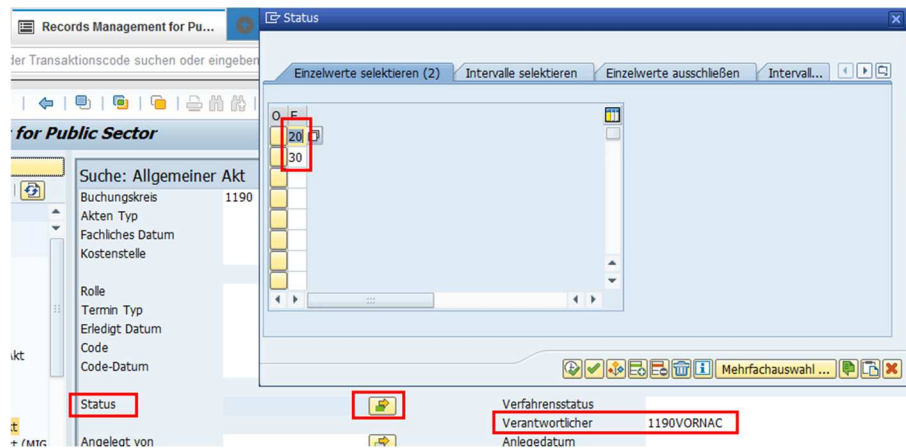 Records Management for Pu...
der Transaktionscode suchen oder eingeben
for Public Sector
Suche: Allgemeiner Akt
Buchungskreis 1190
Akten Typ
Fachliches Datum
Kostenstelle
Rolle
Termin Typ
Erledigt Datum
Code
Code-Datum
Akt
Status
Verfahrensstatus
Verantwortlicher 1190VORNAC
Angelegt von
Anlegedatum
kt
t (MIG
Status
Einzelwerte selektieren (2) Intervalle selektieren Einzelwerte ausschließen Intervall...
O.. E..
20
30
Mehrfachauswahl ...